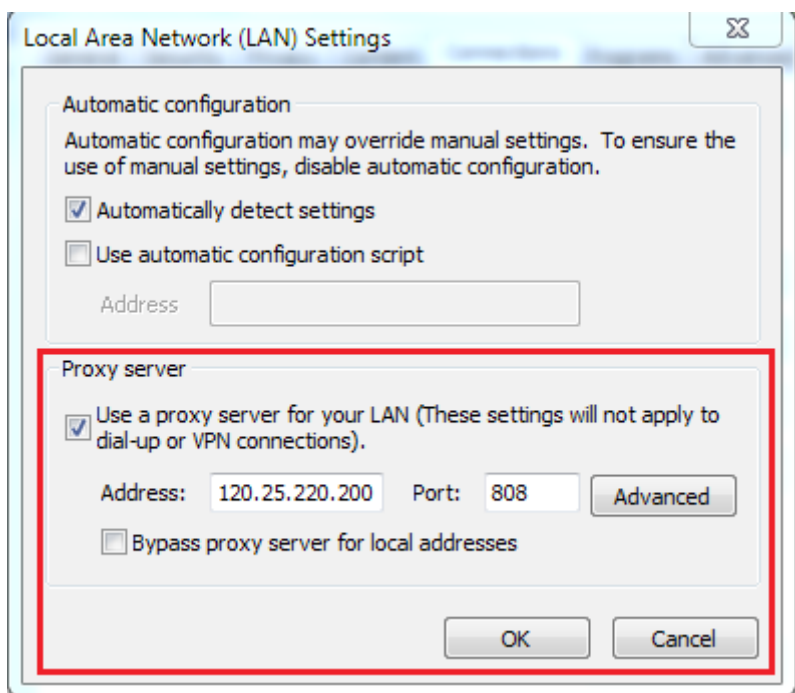 Local Area Network (LAN) Settings
Automatic configuration
Automatic configuration may override manual settings. To ensure the
use of manual settings, disable automatic configuration.
Automatically detect settings
Use automatic configuration script
Address
Proxy server
Use a proxy server for your LAN (These settings will not apply to
dial-up or VPN connections).
Address: 120.25.220.200 Port: 808 Advanced
Bypass proxy server for local addresses
OK Cancel